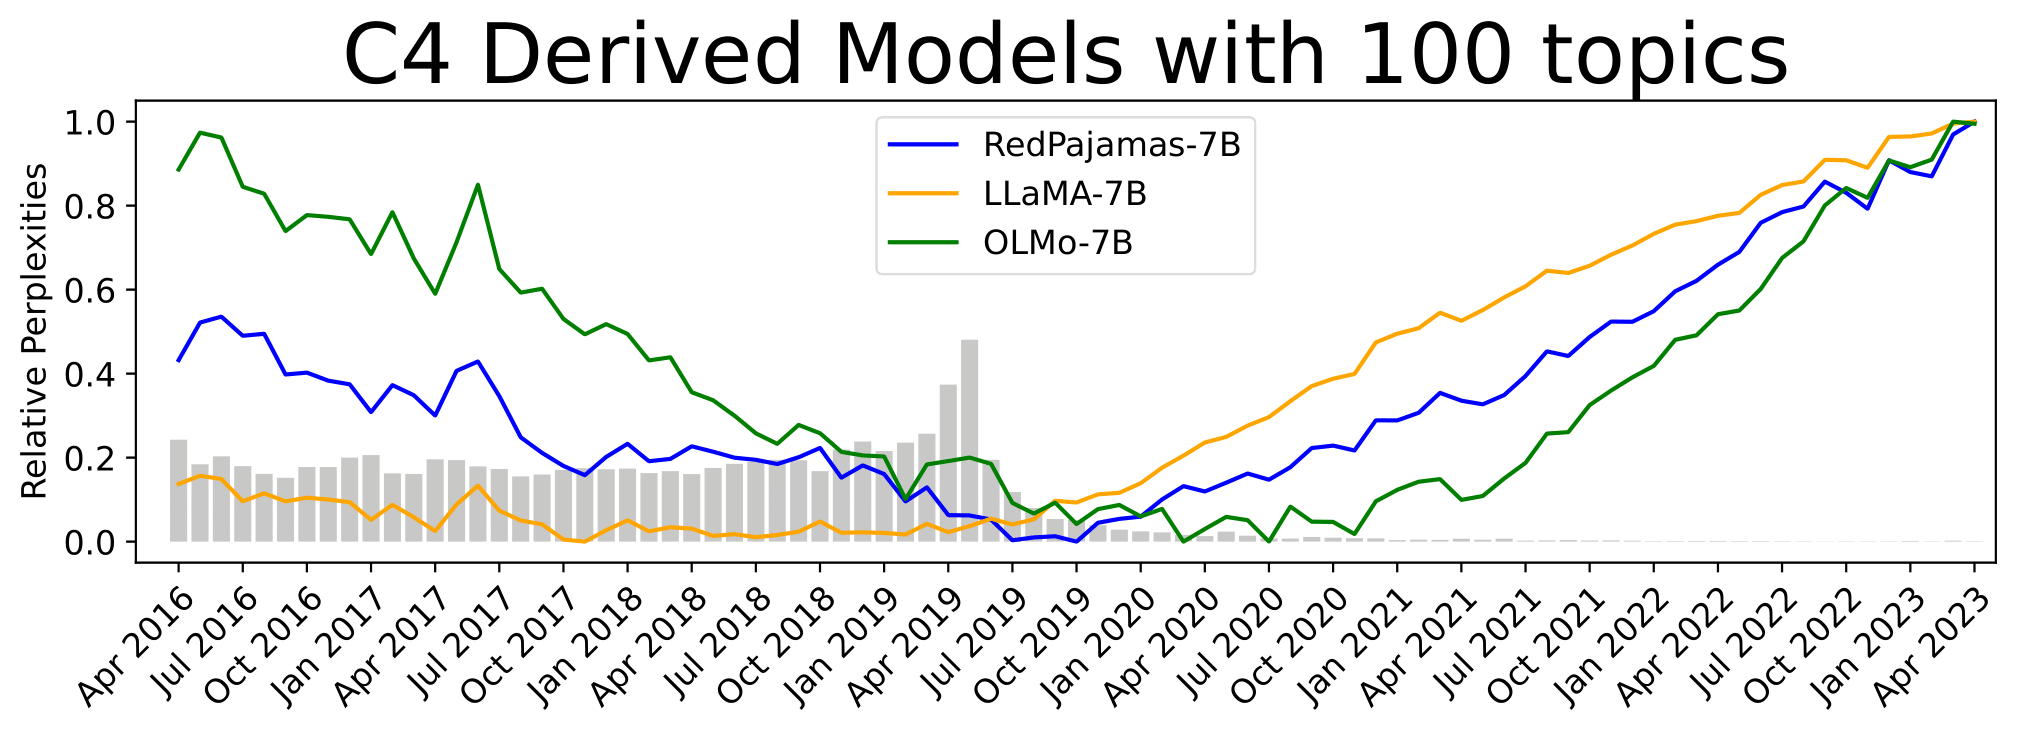 C4 Derived Models with 100 topics
Relative Perplexities
1.0
0.8
0.6
0.4
0.2
0.0
RedPajamas-7B
LLaMA-7B
OLMo-7B
Apr 2016
Jul 2016
Oct 2016
Jan 2017
Apr 2017
Jul 2017
Oct 2017
Jan 2018
Apr 2018
Jul 2018
Oct 2018
Jan 2019
Apr 2019
Jul 2019
Oct 2019
Jan 2020
Apr 2020
Jul 2020
Oct 2020
Jan 2021
Apr 2021
Jul 2021
Oct 2021
Jan 2022
Apr 2022
Jul 2022
Oct 2022
Jan 2023
Apr 2023